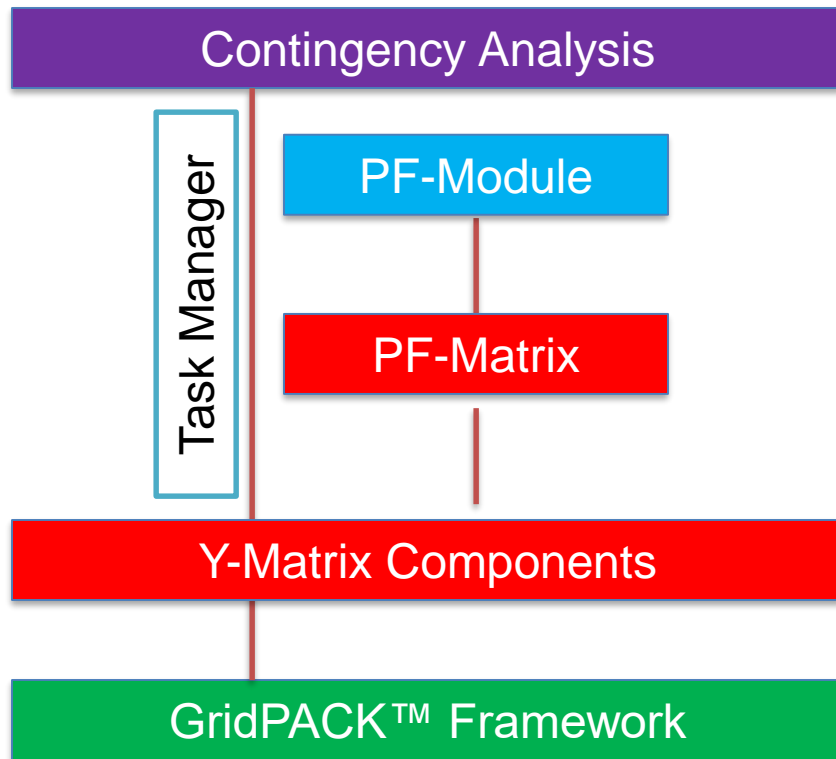 Contingency Analysis
Task Manager
PF-Module
PF-Matrix
Y-Matrix Components
GridPACK™ Framework